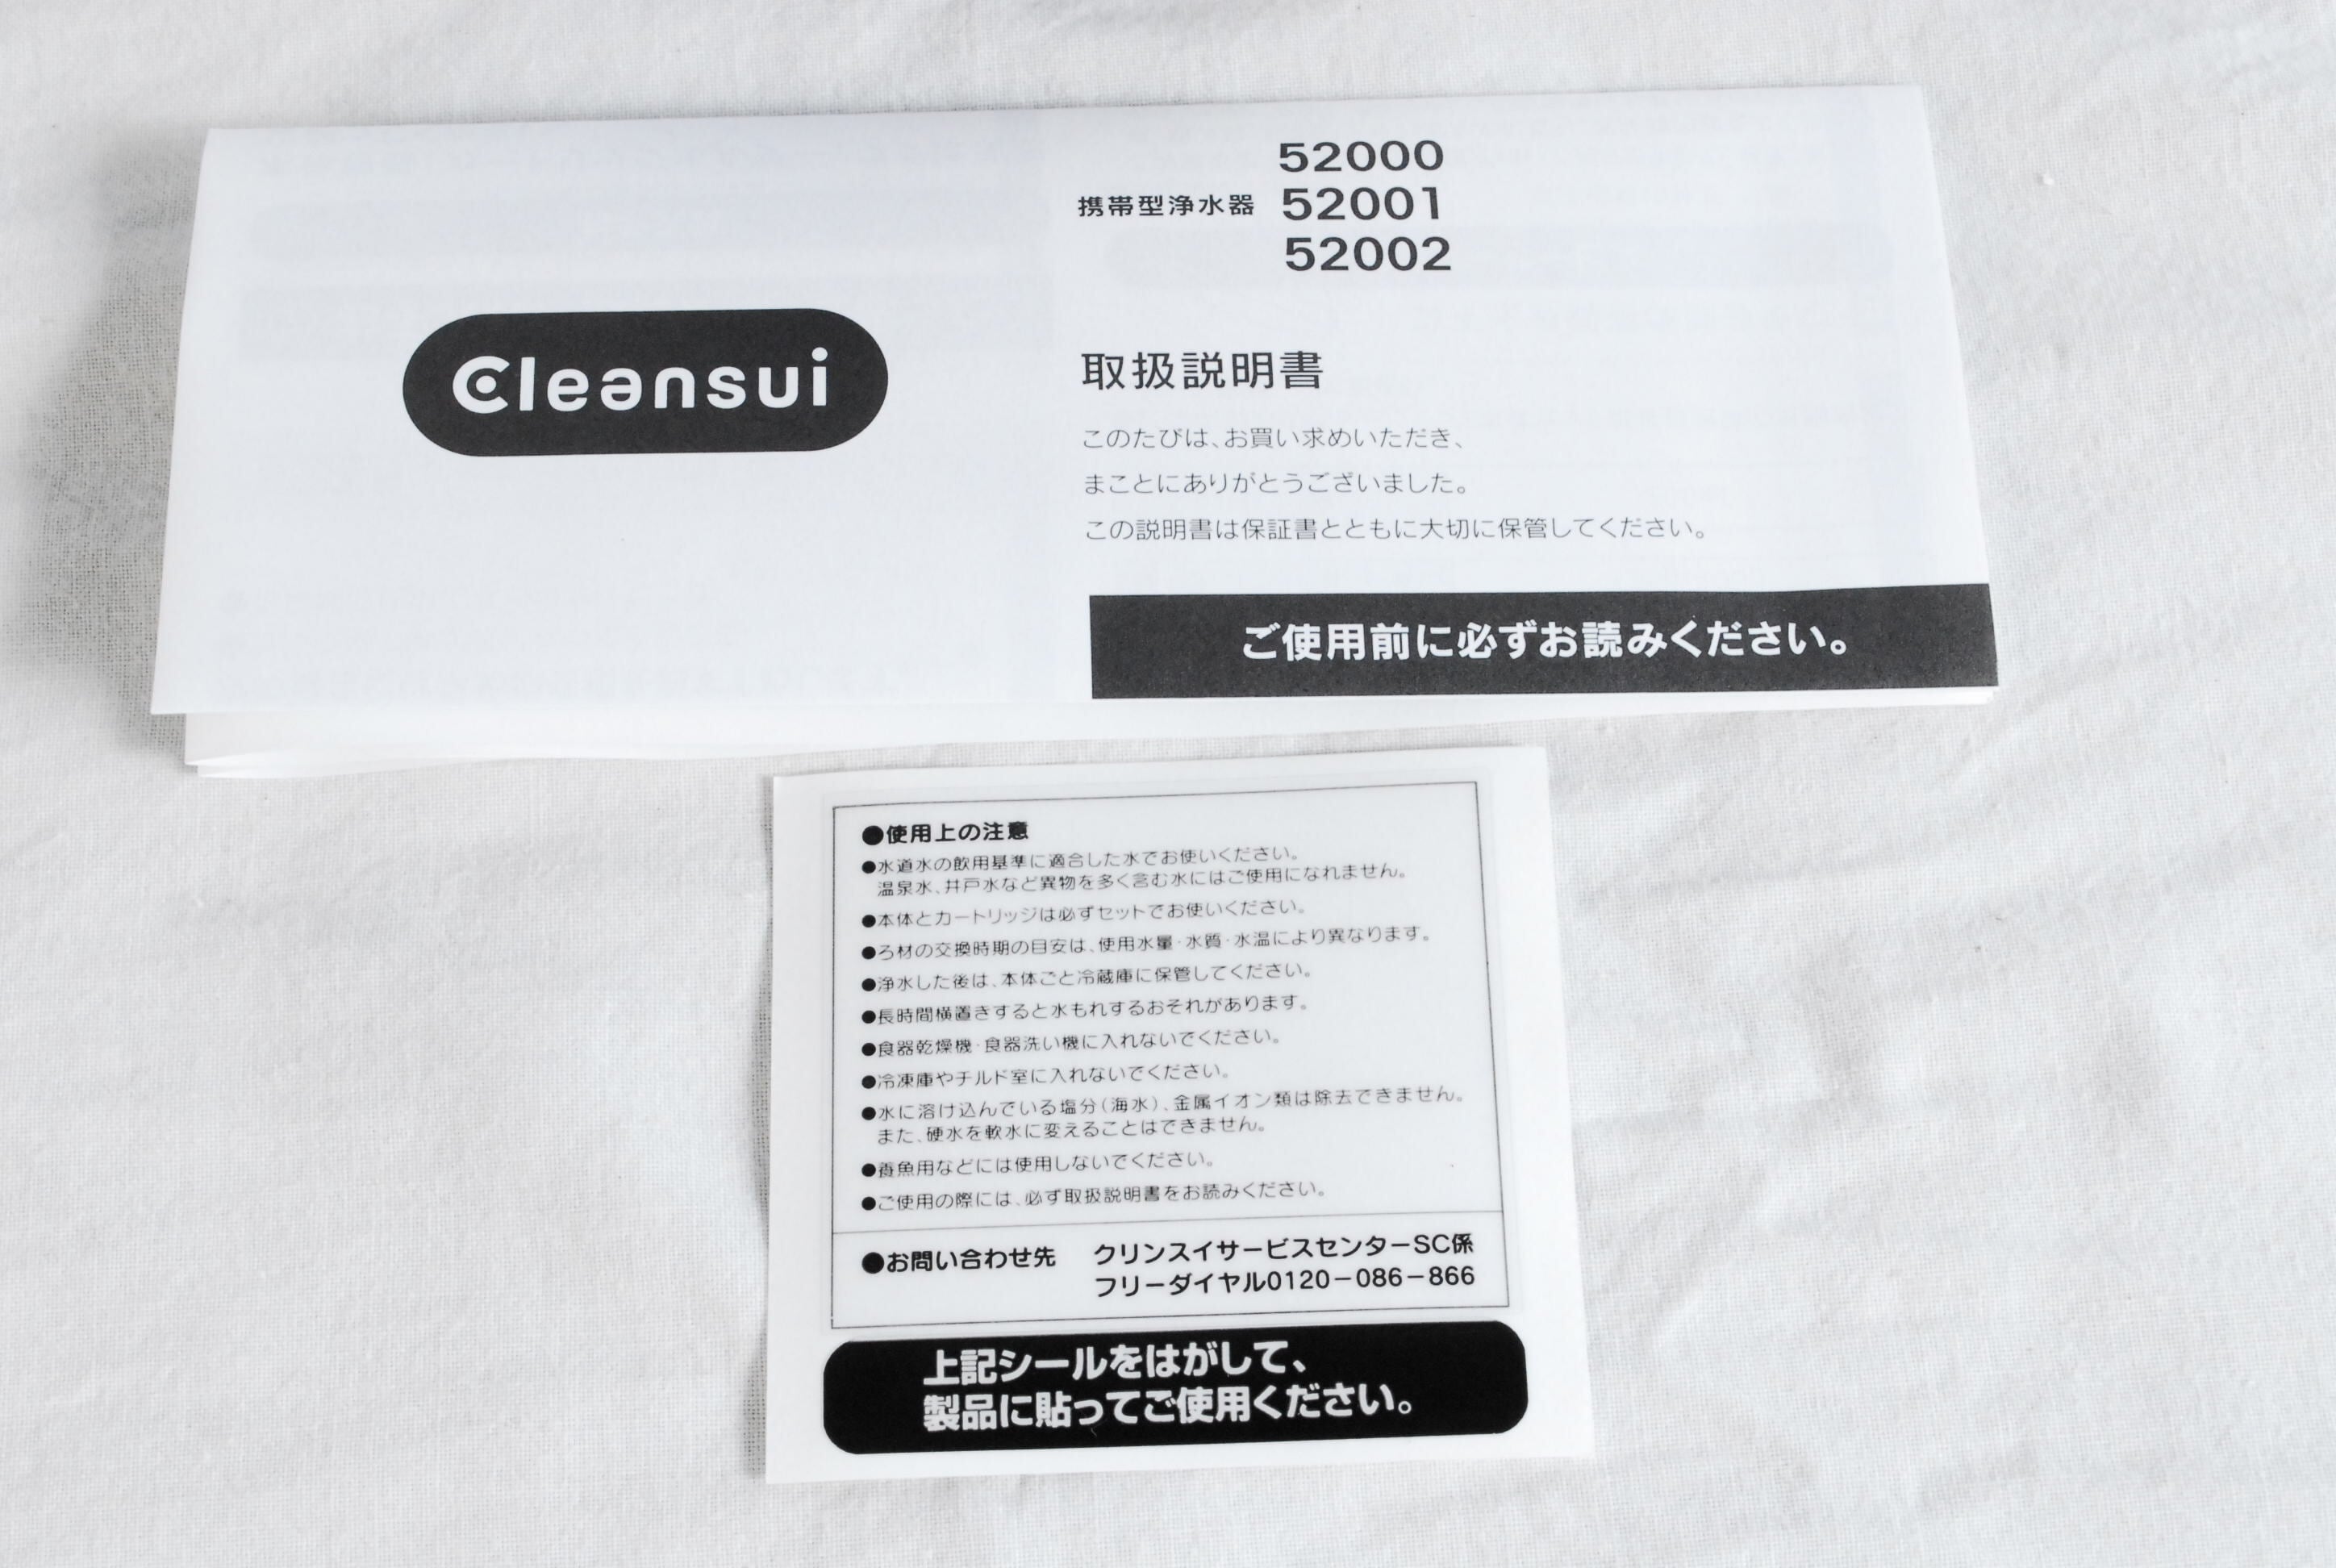 Cleansui
52000
携帯型浄水器 52001
52002
取扱説明書
このたびは、お買い求めいただき、
まことにありがとうございました。
この説明書は保証書とともに大切に保管してください。
ご使用前に必ずお読みください。
●使用上の注意
●水道水の飲用基準に適合した水でお使いください。
温泉水、井戸水など異物を多く含む水にはご使用になれません。
●本体とカートリッジは必ずセットでお使いください。
●ろ材の交換時期の目安は、使用水量・水質・水温により異なります。
●浄水した後は、本体ごと冷蔵庫に保管してください。
●長時間横置きすると水もれするおそれがあります。
●食器乾燥機・食器洗い機に入れないでください。
●冷凍庫やチルド室に入れないでください。
●水に溶け込んでいる塩分(海水)、金属イオン類は除去できません。
また、硬水を軟水に変えることはできません。
●養魚用などには使用しないでください。
●ご使用の際には、必ず取扱説明書をお読みください。
●お問い合わせ先 クリンスイサービスセンターSC係
フリーダイヤル0120−086−866
上記シールをはがして、
製品に貼ってご使用ください。